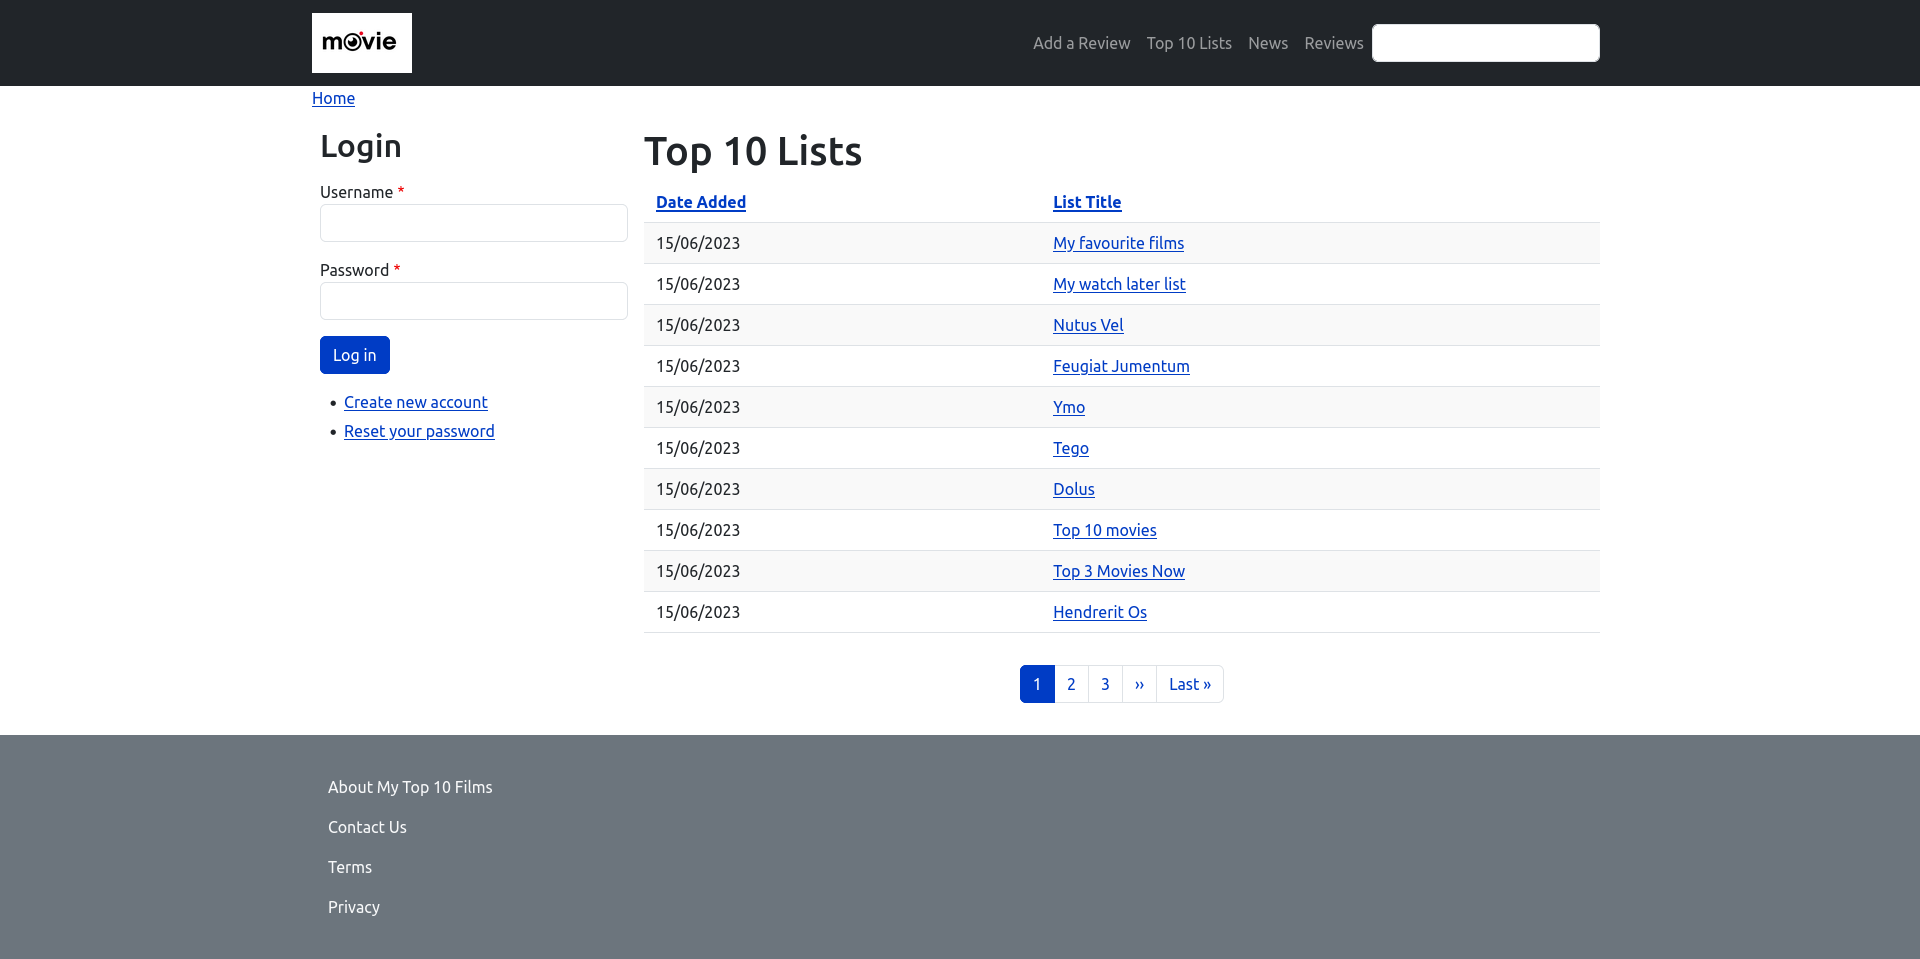 movie
Add a Review Top 10 Lists News Reviews
Home
Login
Username *
Password *
Log in
• Create new account
• Reset your password
Top 10 Lists
Date Added List Title
15/06/2023 My favourite films
15/06/2023 My watch later list
15/06/2023 Nutus Vel
15/06/2023 Feugiat Jumentum
15/06/2023 Ymo
15/06/2023 Tego
15/06/2023 Dolus
15/06/2023 Top 10 movies
15/06/2023 Top 3 Movies Now
15/06/2023 Hendrerit Os
1 2 3 ›› Last »
About My Top 10 Films
Contact Us
Terms
Privacy